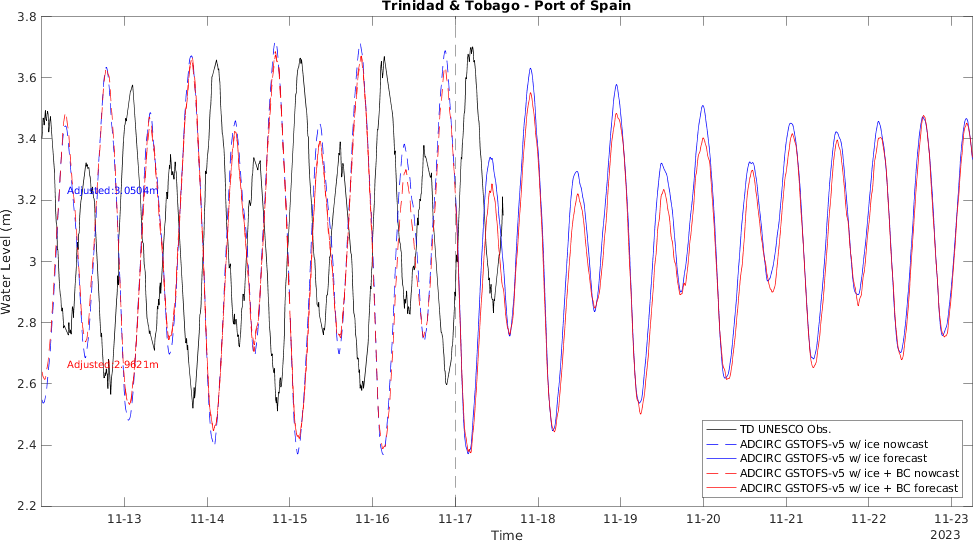 Trinidad & Tobago - Port of Spain
3.8
3.6
3.4
3.2
3
2.8
2.6
2.4
2.2
Water Level (m)
Adjusted:3.0504m
Adjusted:2.9621m
TD UNESCO Obs.
ADCIRC GSTOFS-v5 w/ ice nowcast
ADCIRC GSTOFS-v5 w/ ice forecast
ADCIRC GSTOFS-v5 w/ ice + BC nowcast
ADCIRC GSTOFS-v5 w/ ice + BC forecast
11-13 11-14 11-15 11-16 11-17 11-18 11-19 11-20 11-21 11-22 11-23
Time
2023